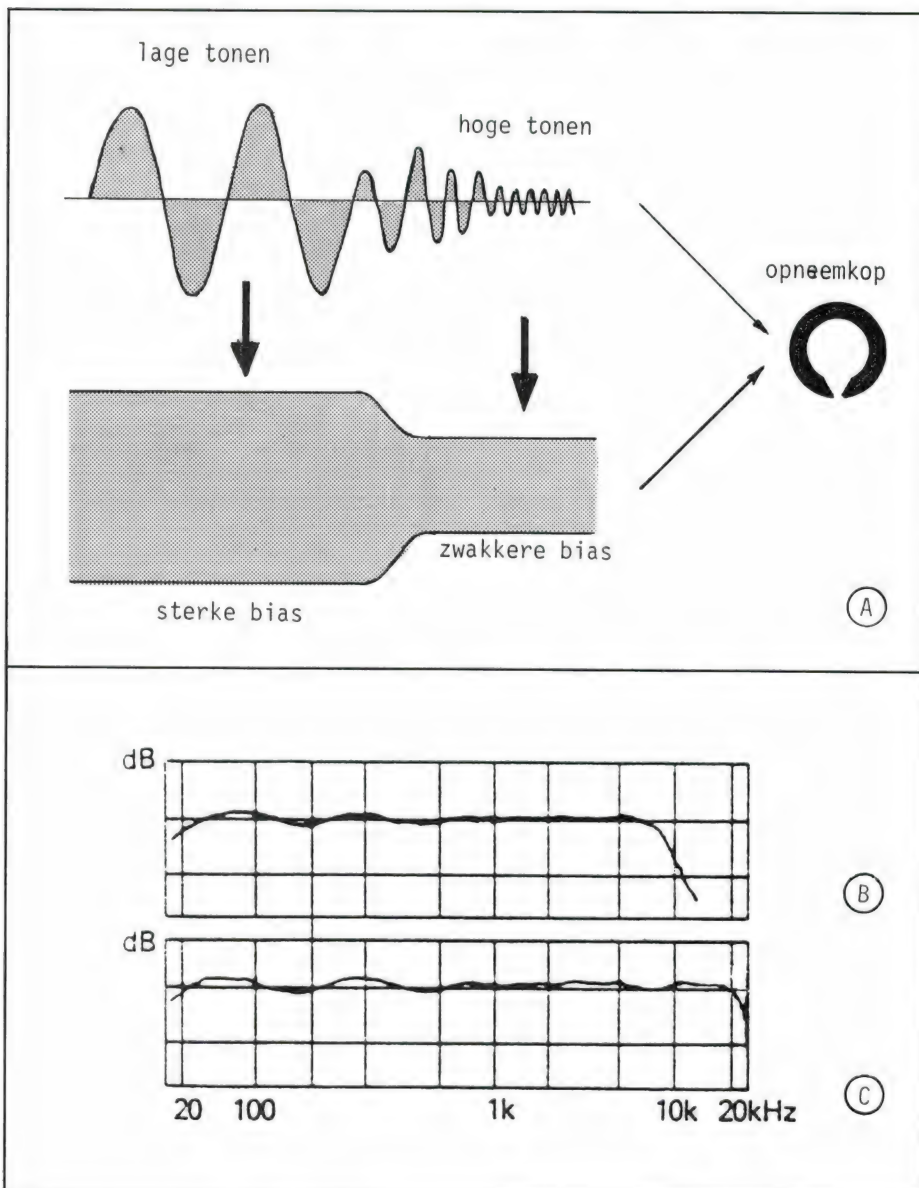 lage tonen
hoge tonen
opneemkop
zwakkere bias
sterke bias
A
dB
B
dB
C
20 100 1k 10k 20kHz